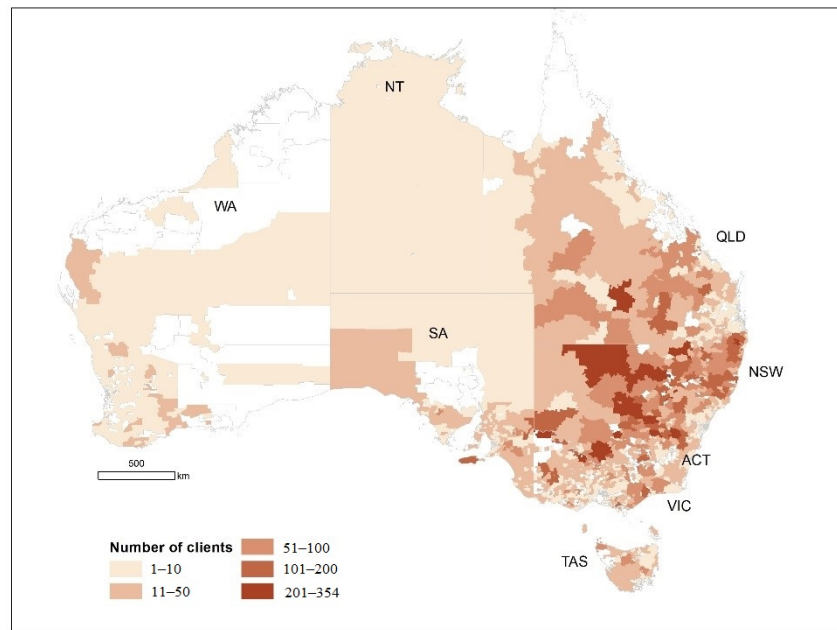 NT
WA
QLD
SA
NSW
ACT
VIC
TAS
500
km
Number of clients
1–10
11–50
51–100
101–200
201–354